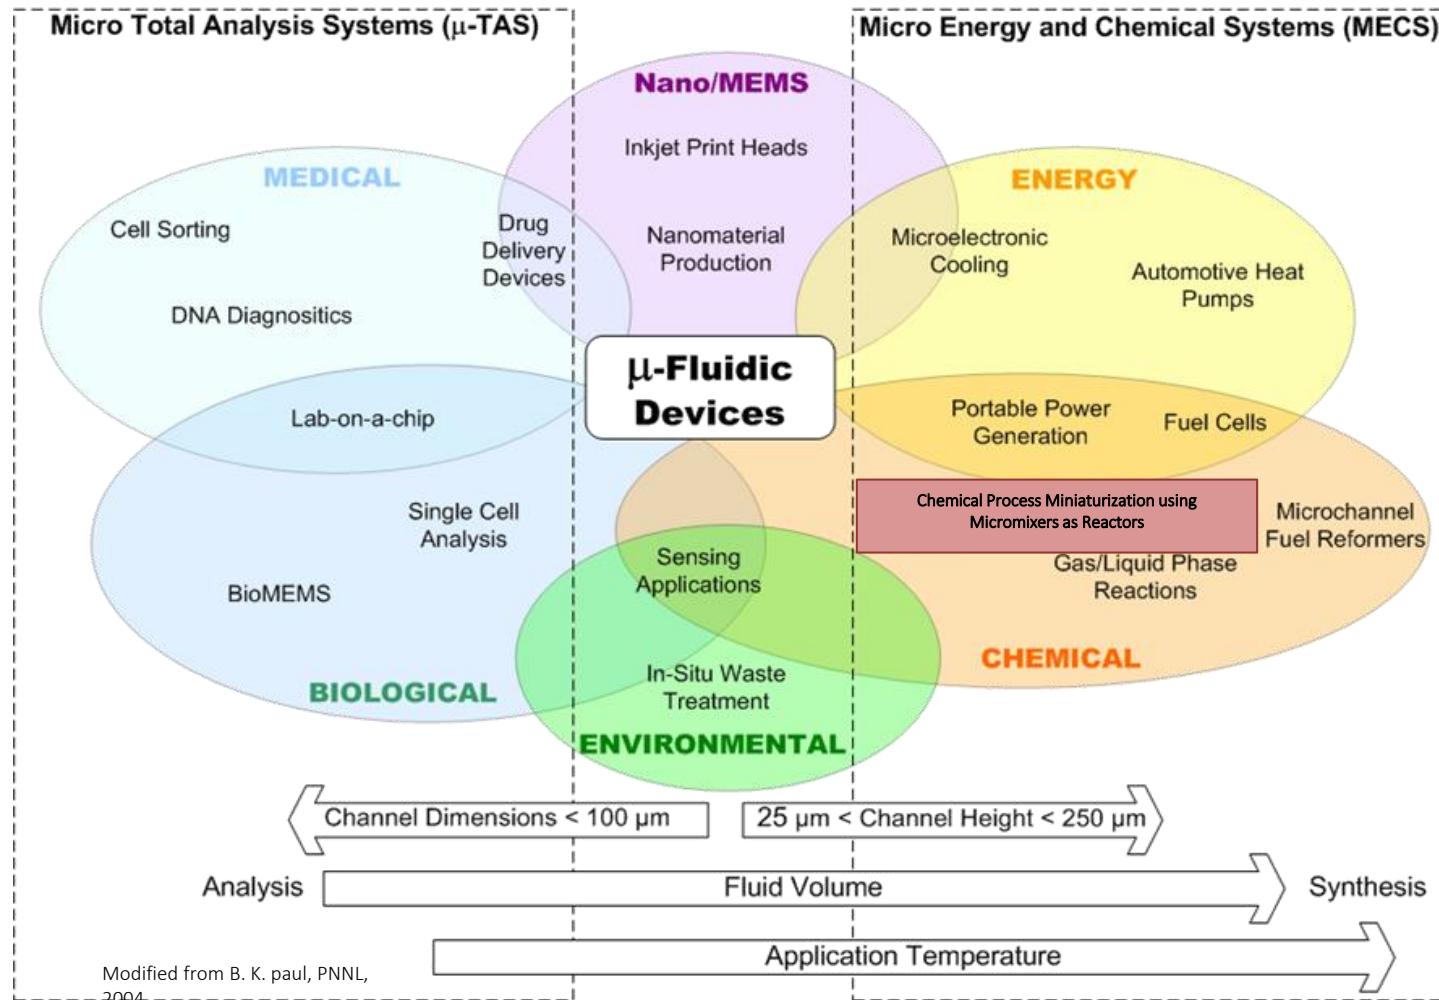 Micro Total Analysis Systems (μ-TAS)
Micro Energy and Chemical Systems (MECS)
Nano/MEMS
Inkjet Print Heads
Nanomaterial
Production
MEDICAL
Cell Sorting
Drug
Delivery
Devices
DNA Diagnositics
ENERGY
Microelectronic
Cooling
Automotive Heat
Pumps
μ-Fluidic
Devices
Lab-on-a-chip
Portable Power
Generation
Fuel Cells
Single Cell
Analysis
BioMEMS
BIOLOGICAL
Sensing
Applications
In-Situ Waste
Treatment
ENVIRONMENTAL
Chemical Process Miniaturization using
Micromixers as Reactors
Microchannel
Fuel Reformers
Gas/Liquid Phase
Reactions
CHEMICAL
Channel Dimensions < 100 μm
25 μm < Channel Height < 250 μm
Analysis
Fluid Volume
Synthesis
Application Temperature
Modified from B. K. paul, PNNL,
2004